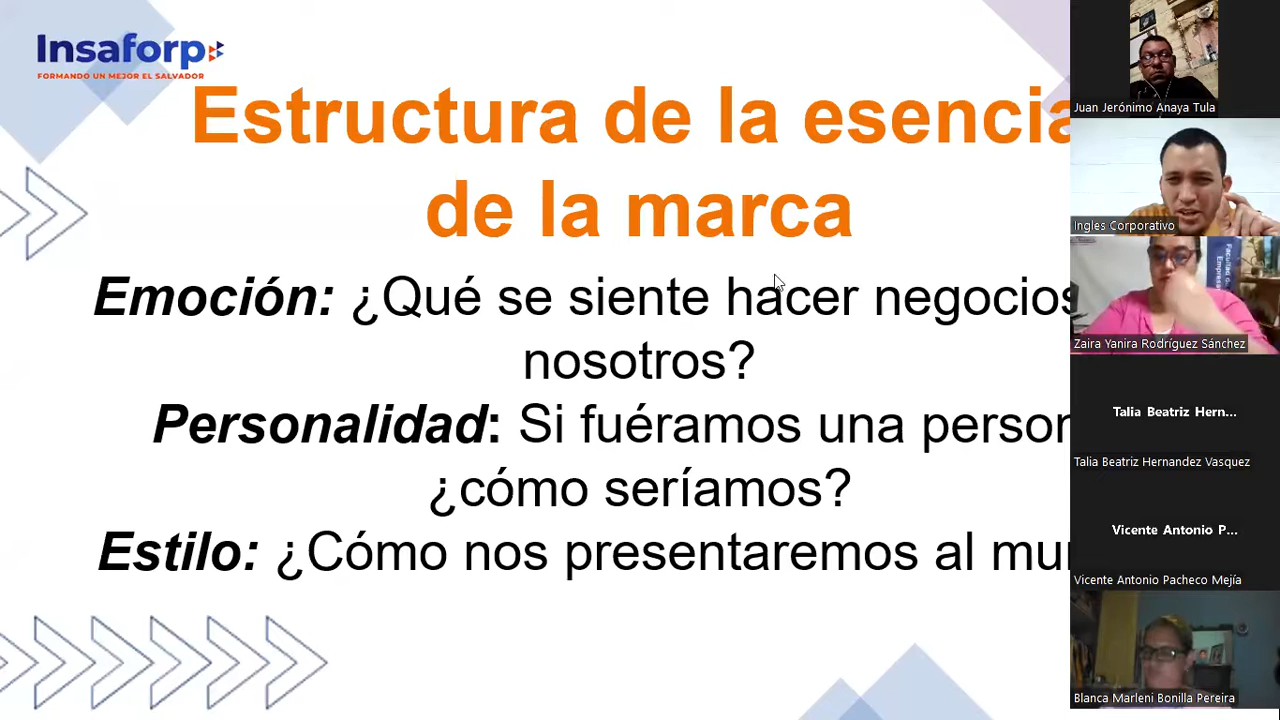 Insaforp
FORMANDO UN MEJOR EL SALVADOR
Estructura de la esencia
de la marca
Emoción: ¿Qué se siente hacer negocios
nosotros?
Personalidad: Si fuéramos una person
¿cómo seríamos?
Estilo: ¿Cómo nos presentaremos al mun
Juan Jerónimo Anaya Tula
Ingles Corporativo
Facultad d
Empres
Zaira Yanira Rodríguez Sánchez
Talia Beatriz Hern...
Talia Beatriz Hernandez Vasquez
Vicente Antonio P...
Vicente Antonio Pacheco Mejía
Blanca Marleni Bonilla Pereira